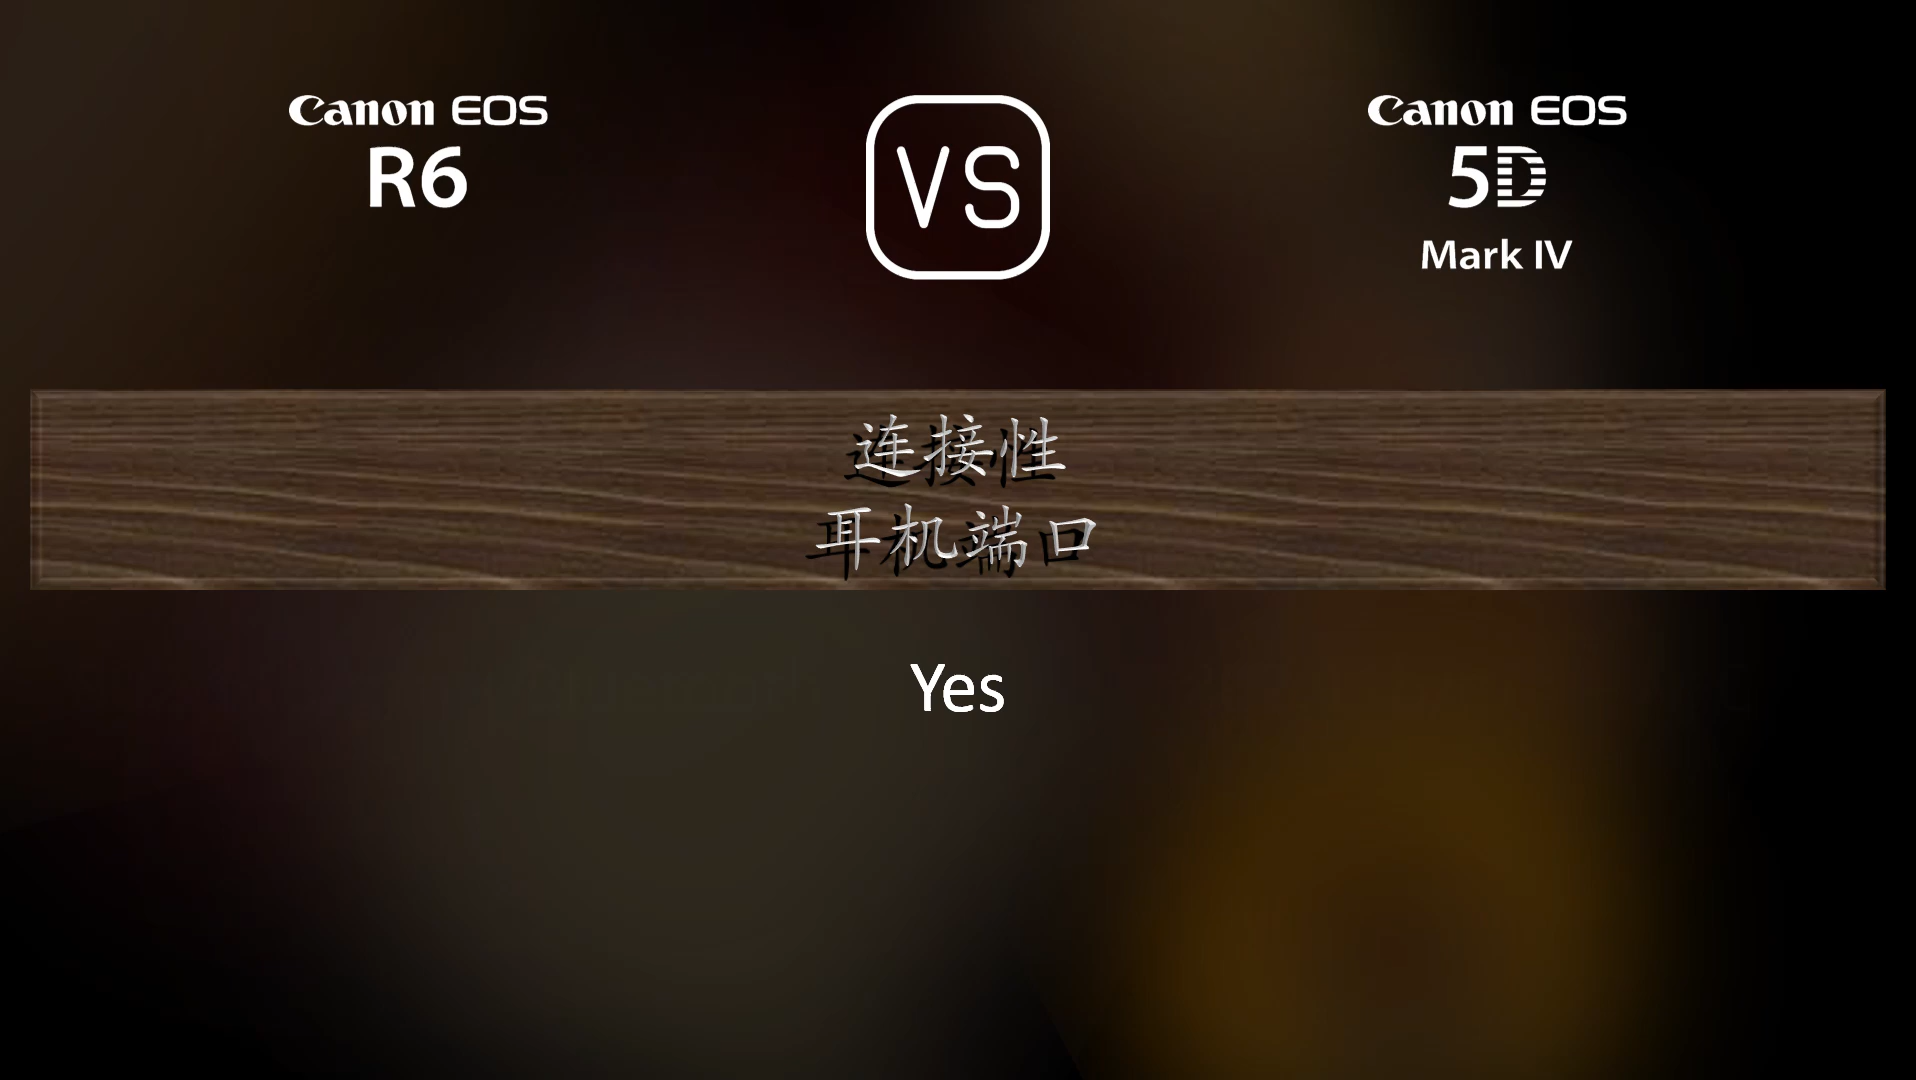 Canon EOS
R6
VS
Canon EOS
5D
Mark IV
连接性
耳机端口
Yes